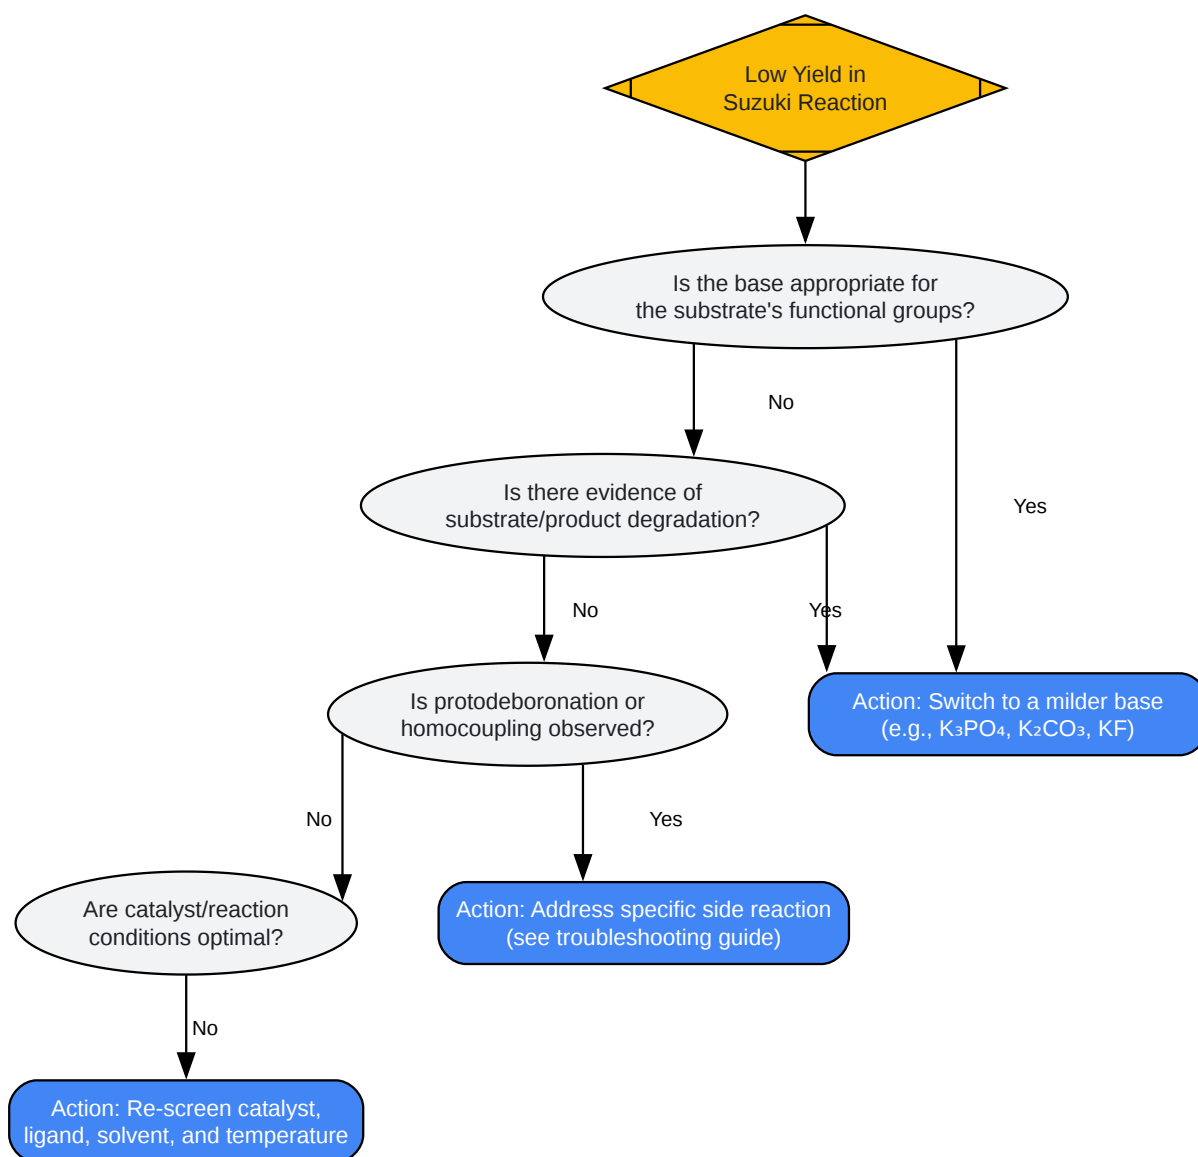 Low Yield in
Suzuki Reaction
Is the base appropriate for
the substrate's functional groups?
No
Yes
Is there evidence of
substrate/product degradation?
No
Yes
Action: Switch to a milder base
(e.g., K₃PO₄, K₂CO₃, KF)
Is protodeboronation or
homocoupling observed?
No
Yes
Action: Address specific side reaction
(see troubleshooting guide)
Are catalyst/reaction
conditions optimal?
No
Action: Re-screen catalyst,
ligand, solvent, and temperature